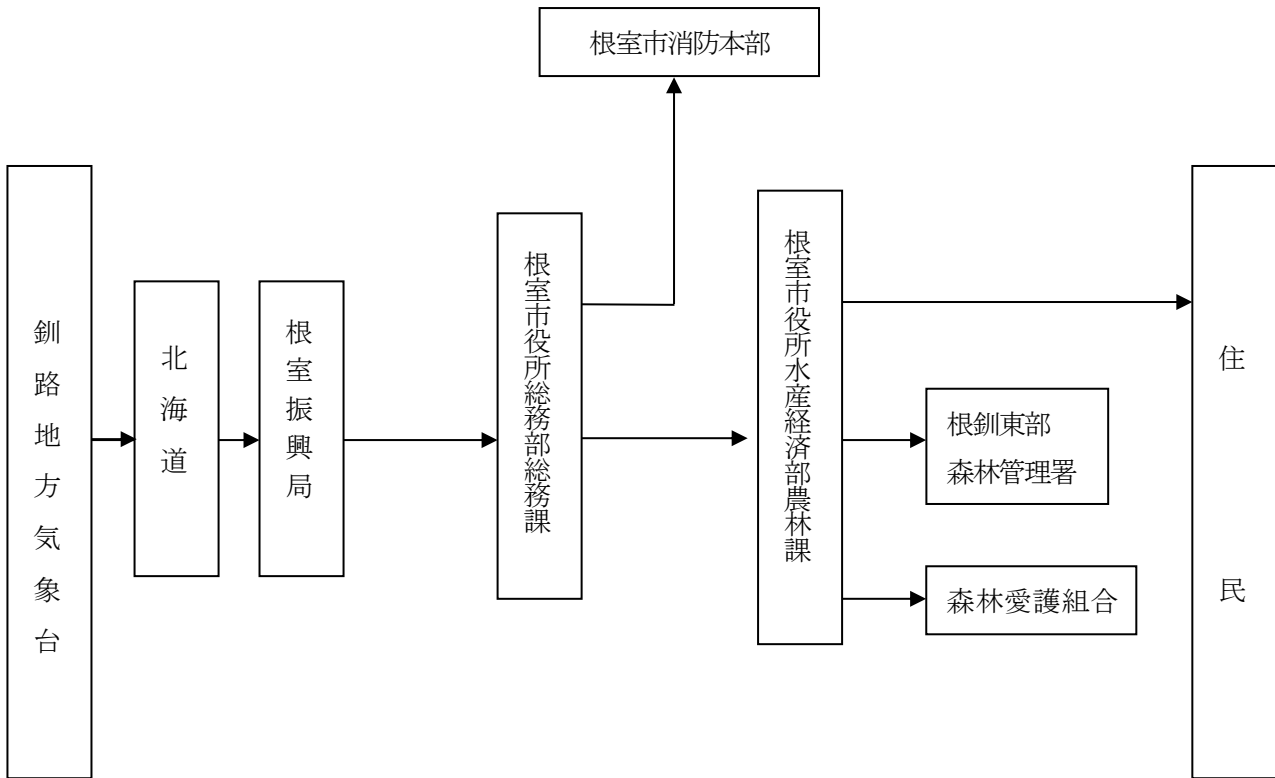 根室市消防本部
釧路地方気象台
北海道
根室振興局
根室市役所総務部総務課
根室市役所水産経済部農林課
根釧東部
森林管理署
森林愛護組合
住民